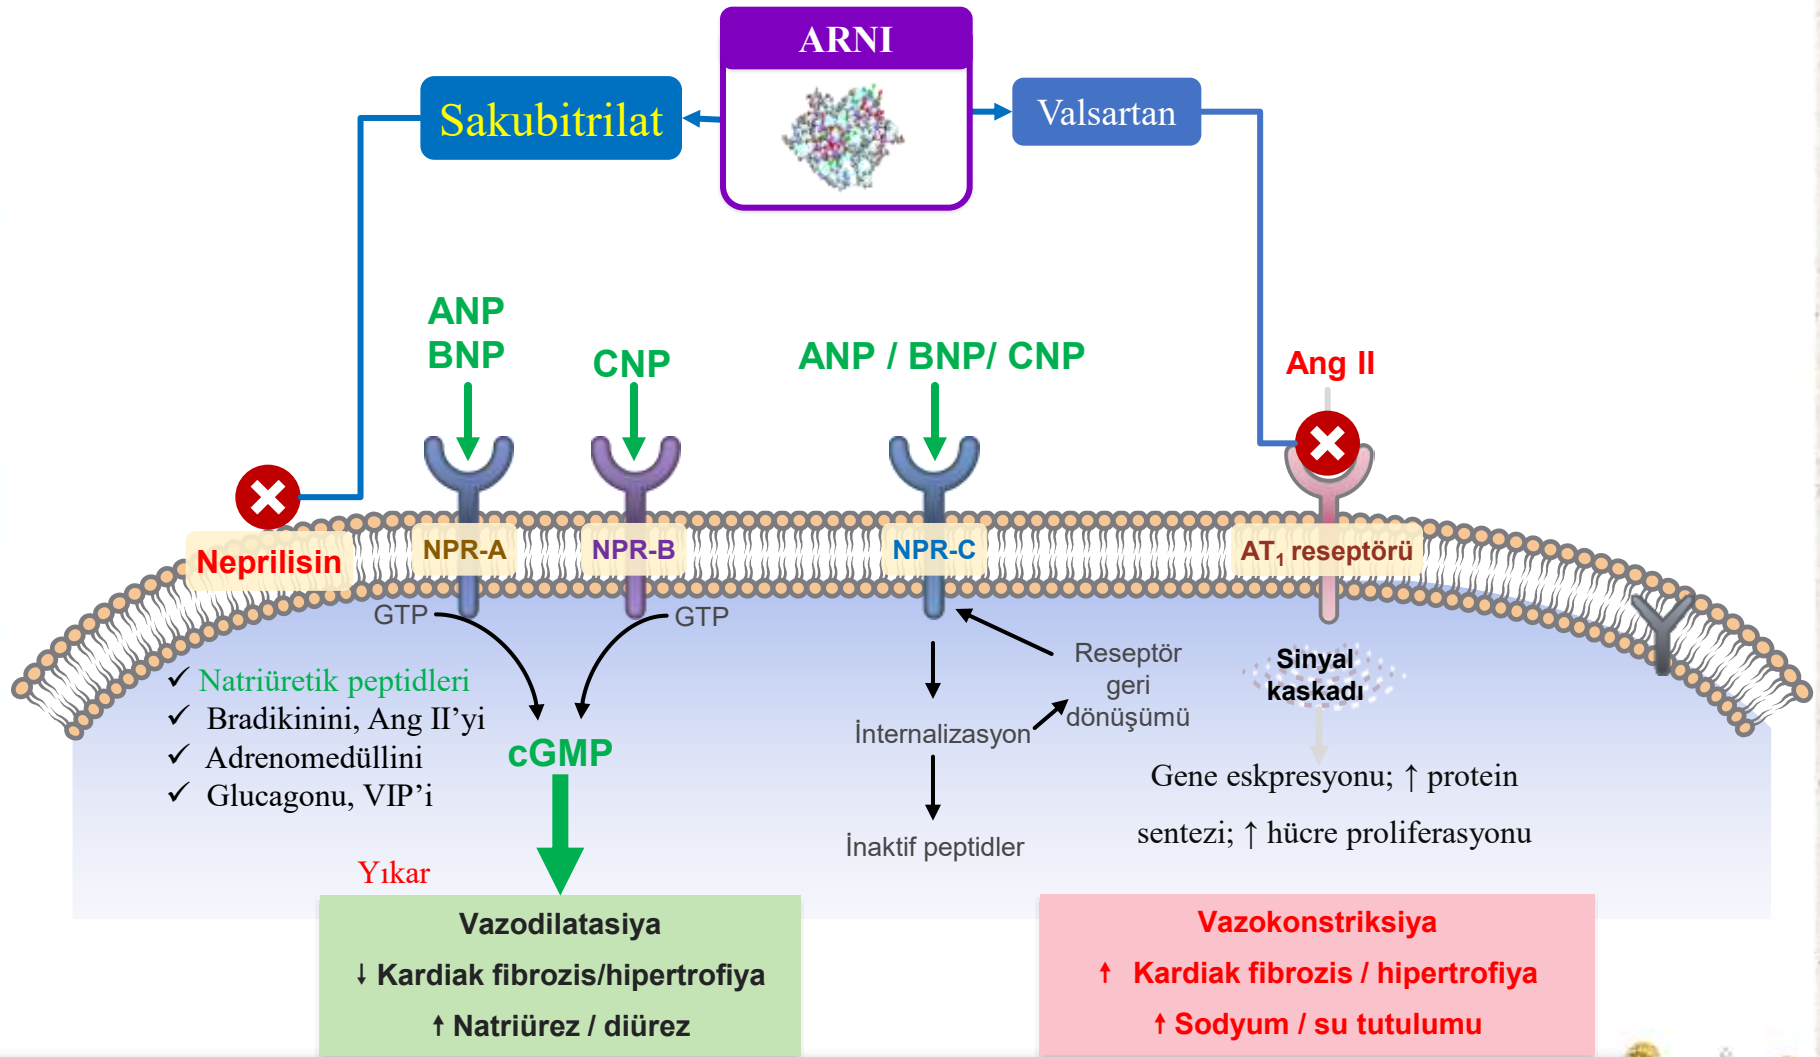 ARNI
Sakubitrilat
Valsartan
ANP
BNP
CNP
ANP / BNP/ CNP
Ang II
Neprilisin
NPR-A
NPR-B
NPR-C
AT1 reseptörü
GTP
GTP
✓ Natriüretik peptidleri
✓ Bradikinini, Ang II’yi
✓ Adrenomedüllini
✓ Glucagonu, VIP’i
Yıkar
cGMP
Reseptör
geri
dönüşümü
İnternalizasyon
İnaktif peptidler
Sinyal
kaskadı
Gene eskpresyonu; ↑ protein
sentezi; ↑ hücre proliferasyonu
Vazodilatasiya
↓ Kardiak fibrozis/hipertrofiya
↑ Natriürez / diürez
Vazokonstriksiya
↑ Kardiak fibrozis / hipertrofiya
↑ Sodyum / su tutulumu